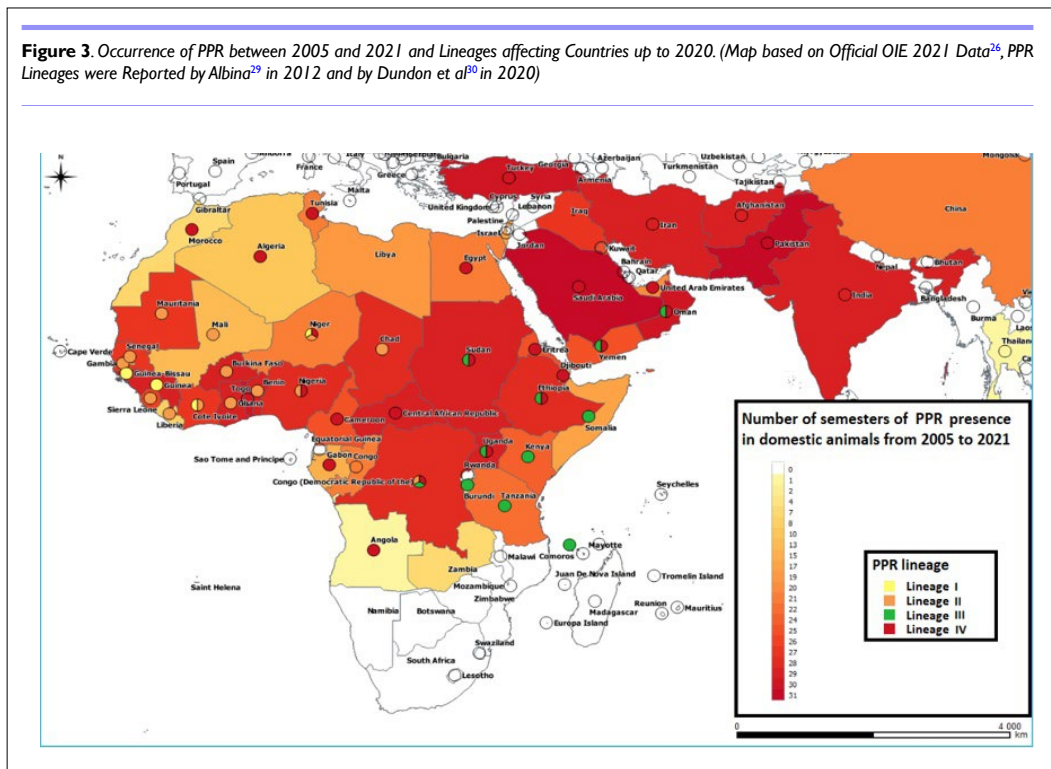 Figure 3. Occurrence of PPR between 2005 and 2021 and Lineages affecting Countries up to 2020. (Map based on Official OIE 2021 Data26, PPR
Lineages were Reported by Albina29 in 2012 and by Dundon et al30 in 2020)
N
Spain
France
Italy
Bulgaria
Georgia
Azerbaijan
Uzbekistan
Mongo
Portugal
Greece
Turkey
Armenia
Turkmenistan
Tajikistan
Gibraltar
Malta
Tunisia
Cyprus
Syria
United Kingdom
Lebanon
Palestine
Israel
Jordan
Iraq
Iran
Afghanistan
China
Morocco
Algeria
Libya
Egypt
Kuwait
Pakistan
Bahrain
Qatar
Nepal
Bhutan
Saudi Arabia
United Arab Emirates
India
Bangladesh
Oman
Burma
Vi
Laos
Mauritania
Mali
Niger
Chad
Sudan
Eritrea
Yemen
Thailand
Ca
Cape Verde
Senegal
Gambia
Guinea-Bissau
Guinea
Burkina Faso
Togo
Benin
Nigeria
Djibouti
Ethiopia
Sierra Leone
Liberia
Cote Ivoire
Ghana
Cameroon
Central African Republic
Somalia
Equatorial Guinea
Sao Tome and Principe
Gabon
Congo
Uganda
Kenya
Rwanda
Congo (Democratic Republic of the)
Burundi
Tanzania
Seychelles
Angola
Zambia
Malawi
Comoros
Mayotte
Saint Helena
Mozambique
Juan De Nova Island
Tromelin Island
Zimbabwe
Namibia
Botswana
Madagascar
Reunion
Mauritius
Europa Island
Swaziland
South Africa
Lesotho
Number of semesters of PPR presence
in domestic animals from 2005 to 2021
0
1
2
4
7
8
10
13
15
17
19
20
21
22
24
25
26
27
28
29
30
31
PPR lineage
Lineage I
Lineage II
Lineage III
Lineage IV
0
4 000
km